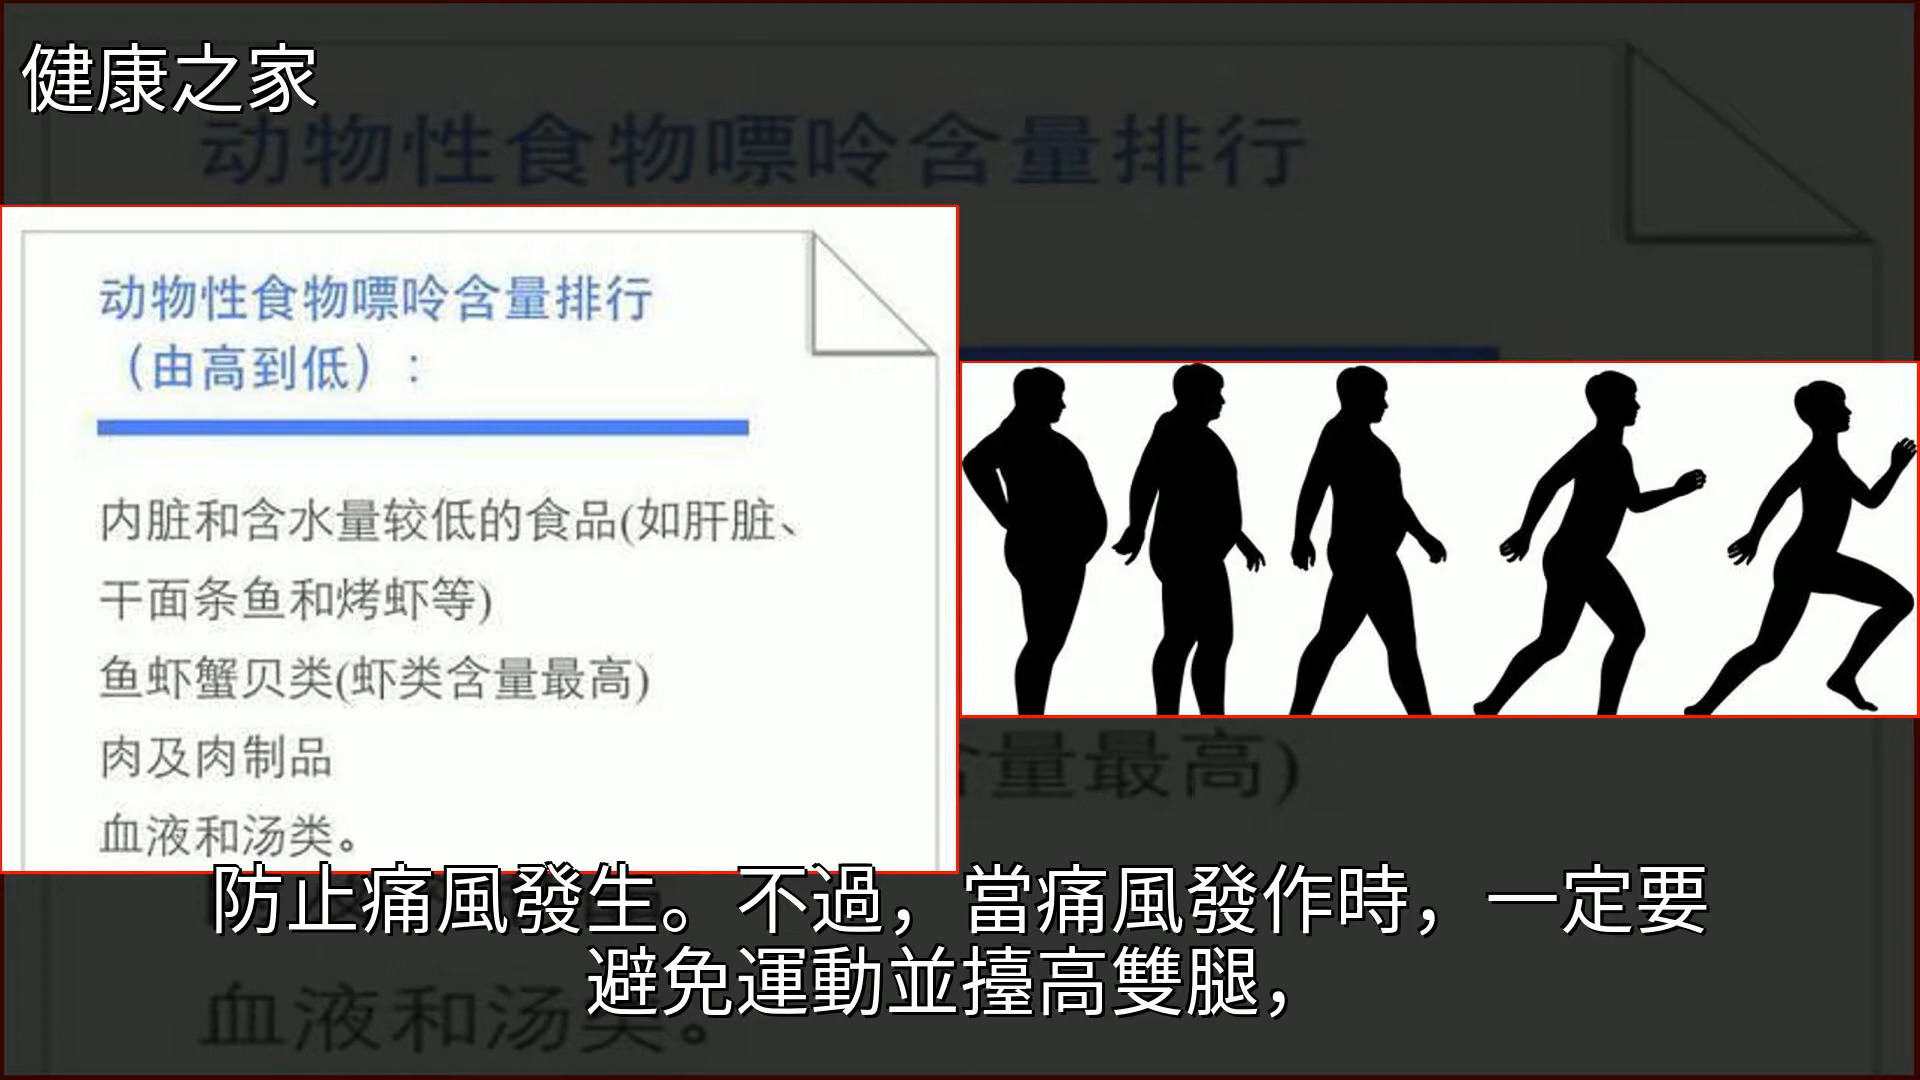 健康之家
动物性食物嘌呤含量排行
动物性食物嘌呤含量排行
（由高到低）：
内脏和含水量较低的食品(如肝脏、
干面条鱼和烤虾等)
鱼虾蟹贝类(虾类含量最高)
肉及肉制品
血液和汤类。
含量最高)
防止痛風發生。不過，當痛風發作時，一定要
避免運動並擡高雙腿，
血液和汤类。